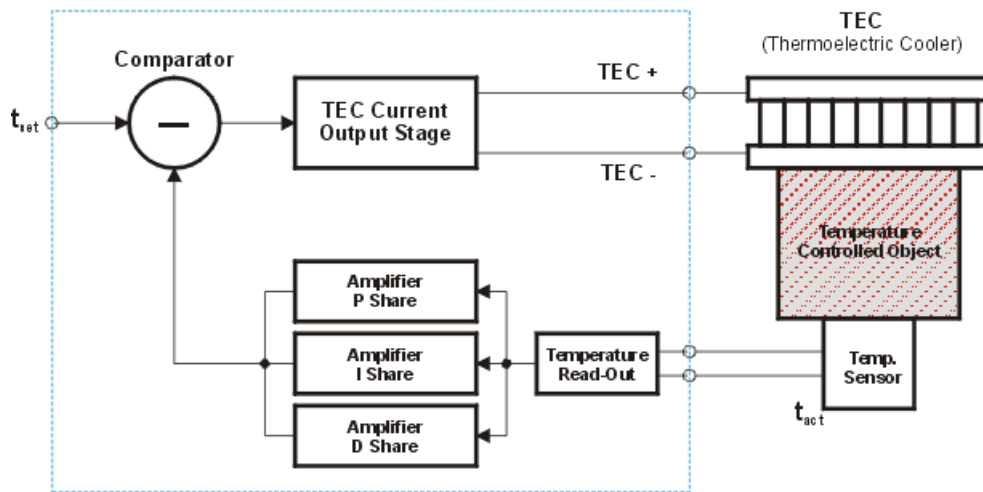 TEC
(Thermoelectric Cooler)
Comparator
TEC +
t set
–
TEC Current
Output Stage
TEC -
Temperature
Controlled Object
Amplifier
P Share
Amplifier
I Share
Temperature
Read-Out
Temp.
Sensor
Amplifier
D Share
t act